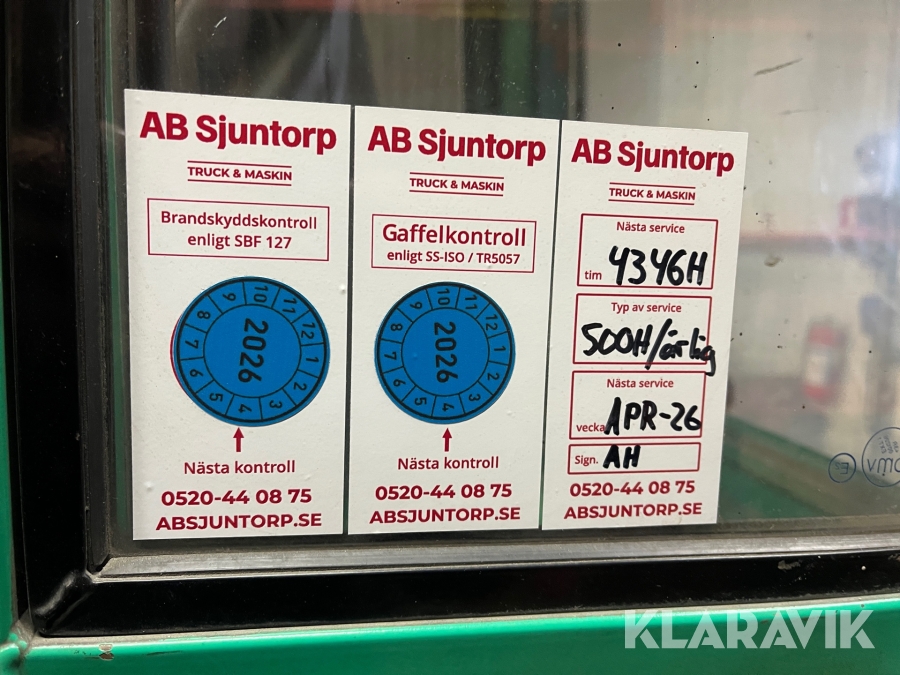 AB Sjuntorp
TRUCK & MASKIN
Brandskyddskontroll
enligt SBF 127
1 2 3 4 5 6 7 8 9 10 11 12
2026
Nästa kontroll
0520-44 08 75
ABSJUNTORP.SE
AB Sjuntorp
TRUCK & MASKIN
Gaffelkontroll
enligt SS-ISO / TR5057
1 2 3 4 5 6 7 8 9 10 11 12
2026
Nästa kontroll
0520-44 08 75
ABSJUNTORP.SE
AB Sjuntorp
TRUCK & MASKIN
Nästa service
tim 4346H
Typ av service
500H/årlig
Nästa service
vecka APR-26
Sign. AH
0520-44 08 75
ABSJUNTORP.SE
KLARAVIK